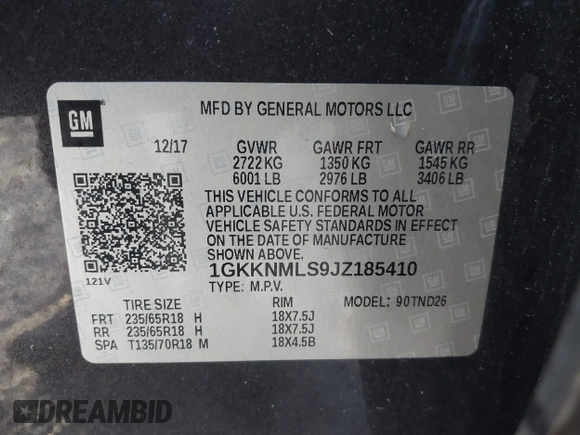 GM
MFD BY GENERAL MOTORS LLC
12/17 GVWR GAWR FRT GAWR RR
2722 KG 1350 KG 1545 KG
6001 LB 2976 LB 3406 LB
THIS VEHICLE CONFORMS TO ALL
APPLICABLE U.S. FEDERAL MOTOR
VEHICLE SAFETY STANDARDS IN EFFECT
ON THE DATE OF MANUFACTURE
SHOWN ABOVE.
1GKKNMLS9JZ185410
121V
TYPE: M.P.V.
TIRE SIZE RIM MODEL: 90TND26
FRT 235/65R18 H 18X7.5J
RR 235/65R18 H 18X7.5J
SPA T135/70R18 M 18X4.5B
DREAMBID